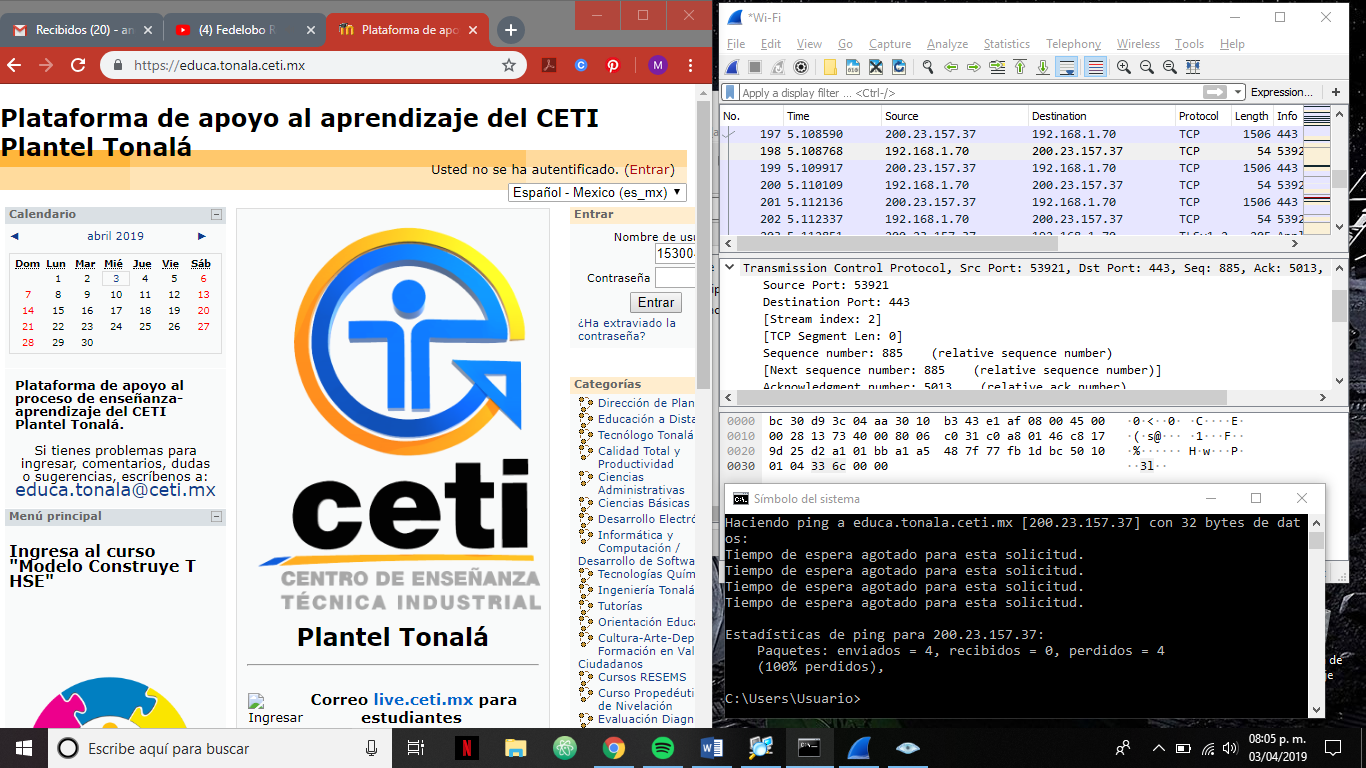 Recibidos (20) - an
(4) Fedelobo R
Plataforma de apo
https://educa.tonala.ceti.mx
M
Plataforma de apoyo al aprendizaje del CETI
Plantel Tonalá
Usted no se ha autentificado. (Entrar)
Español - Mexico (es_mx)
Calendario
abril 2019
Dom Lun Mar Mié Jue Vie Sáb
1 2 3 4 5 6
7 8 9 10 11 12 13
14 15 16 17 18 19 20
21 22 23 24 25 26 27
28 29 30
Plataforma de apoyo al
proceso de enseñanza-
aprendizaje del CETI
Plantel Tonalá.
Si tienes problemas para
ingresar, comentarios, dudas
o sugerencias, escríbenos a:
educa.tonala@ceti.mx
Menú principal
Ingresa al curso
"Modelo Construye T
HSE"
ceti
CENTRO DE ENSEÑANZA
TÉCNICA INDUSTRIAL
Plantel Tonalá
Ingresar
Correo live.ceti.mx para
estudiantes
Entrar
Nombre de usu
15300
Contraseña
Entrar
¿Ha extraviado la
contraseña?
Categorías
Dirección de Plan
Educación a Dista
Tecnólogo Tonalá
Calidad Total y
Productividad
Ciencias
Administrativas
Ciencias Básicas
Desarrollo Electró
Informática y
Computación /
Desarrollo de Softwa
Tecnologías Quím
Ingeniería Tonalá
Tutorías
Orientación Educa
Cultura-Arte-Dep
Formación en Val
Ciudadanos
Cursos RESEMS
Curso Propedéuti
de Nivelación
Evaluación Diagn
*Wi-Fi
File Edit View Go Capture Analyze Statistics Telephony Wireless Tools Help
Apply a display filter ... <Ctrl-/>
Expression... +
No. Time Source Destination Protocol Length Info
197 5.108590 200.23.157.37 192.168.1.70 TCP 1506 443
198 5.108768 192.168.1.70 200.23.157.37 TCP 54 5392
199 5.109917 200.23.157.37 192.168.1.70 TCP 1506 443
200 5.110109 192.168.1.70 200.23.157.37 TCP 54 5392
201 5.112136 200.23.157.37 192.168.1.70 TCP 1506 443
202 5.112337 192.168.1.70 200.23.157.37 TCP 54 5392
Transmission Control Protocol, Src Port: 53921, Dst Port: 443, Seq: 885, Ack: 5013,
Source Port: 53921
Destination Port: 443
[Stream index: 2]
[TCP Segment Len: 0]
Sequence number: 885 (relative sequence number)
[Next sequence number: 885 (relative sequence number)]
Acknowledgment number: 5013 (relative ack number)
0000 bc 30 d9 3c 04 aa 30 10 b3 43 e1 af 08 00 45 00 ·0·<··0· ·C····E·
0010 00 28 13 73 40 00 80 06 c0 31 c0 a8 01 46 c8 17 ·(·s@··· ·1···F··
0020 9d 25 d2 a1 01 bb a1 a5 48 7f 77 fb 1d bc 50 10 ·%······ H·w···P·
0030 01 04 33 6c 00 00 ··3l··
Símbolo del sistema
Haciendo ping a educa.tonala.ceti.mx [200.23.157.37] con 32 bytes de dat
os:
Tiempo de espera agotado para esta solicitud.
Tiempo de espera agotado para esta solicitud.
Tiempo de espera agotado para esta solicitud.
Tiempo de espera agotado para esta solicitud.
Estadísticas de ping para 200.23.157.37:
Paquetes: enviados = 4, recibidos = 0, perdidos = 4
(100% perdidos),
C:\Users\Usuario>
Escribe aquí para buscar
08:05 p. m.
03/04/2019